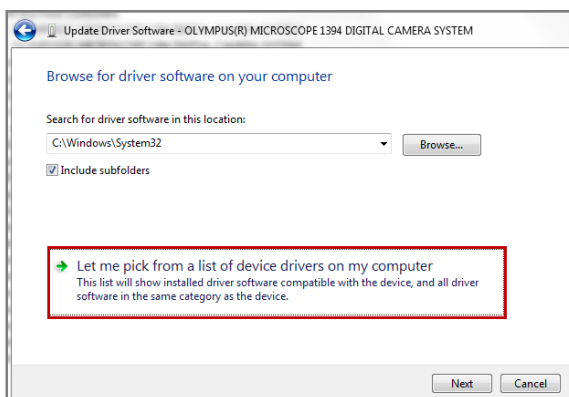 Update Driver Software - OLYMPUS(R) MICROSCOPE 1394 DIGITAL CAMERA SYSTEM
Browse for driver software on your computer
Search for driver software in this location:
C:\Windows\System32
Browse...
Include subfolders
Let me pick from a list of device drivers on my computer
This list will show installed driver software compatible with the device, and all driver
software in the same category as the device.
Next
Cancel